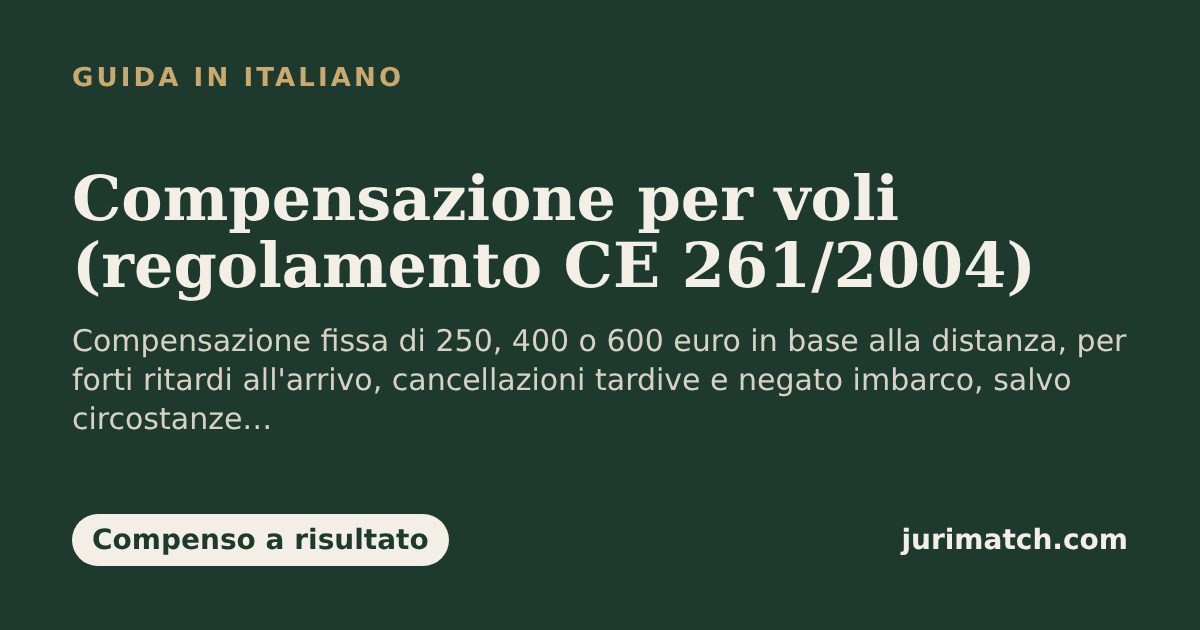 GUIDA IN ITALIANO
Compensazione per voli
(regolamento CE 261/2004)
Compensazione fissa di 250, 400 o 600 euro in base alla distanza, per
forti ritardi all'arrivo, cancellazioni tardive e negato imbarco, salvo
circostanze…
Compenso a risultato
jurimatch.com